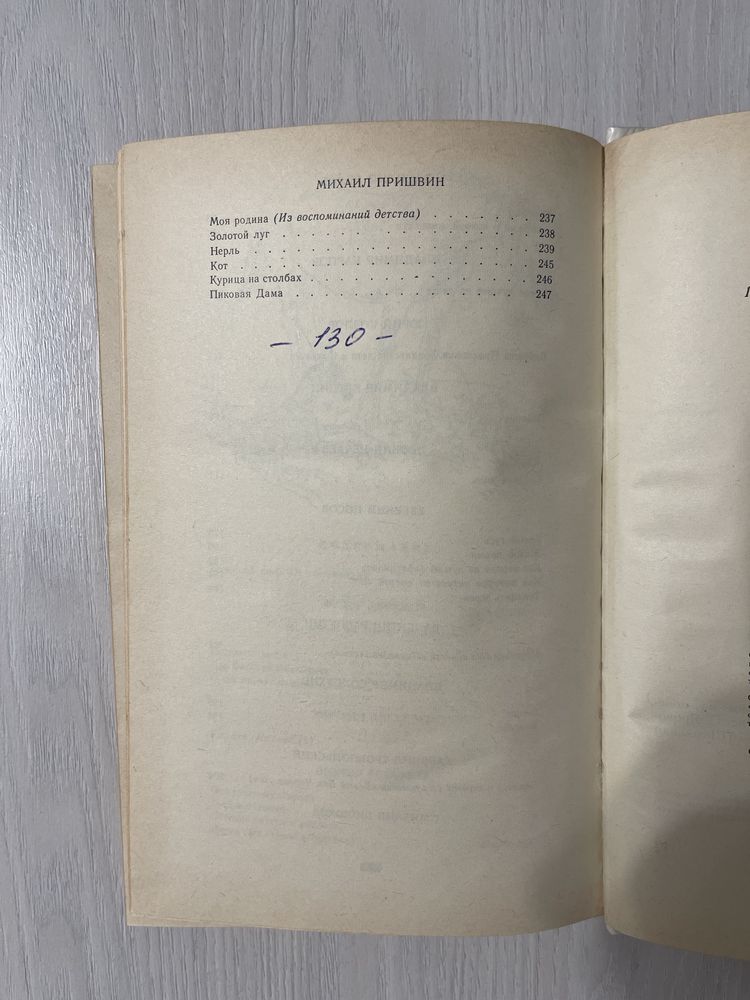 МИХАИЛ ПРИШВИН
Моя родина (Из воспоминаний детства) . . . . . . . 237
Золотой луг . . . . . . . . . . . . . . . . 238
Нерль . . . . . . . . . . . . . . . . . . 239
Кот . . . . . . . . . . . . . . . . . . . 245
Курица на столбах . . . . . . . . . . . . . . 246
Пиковая Дама . . . . . . . . . . . . . . . . 247
– 130 –